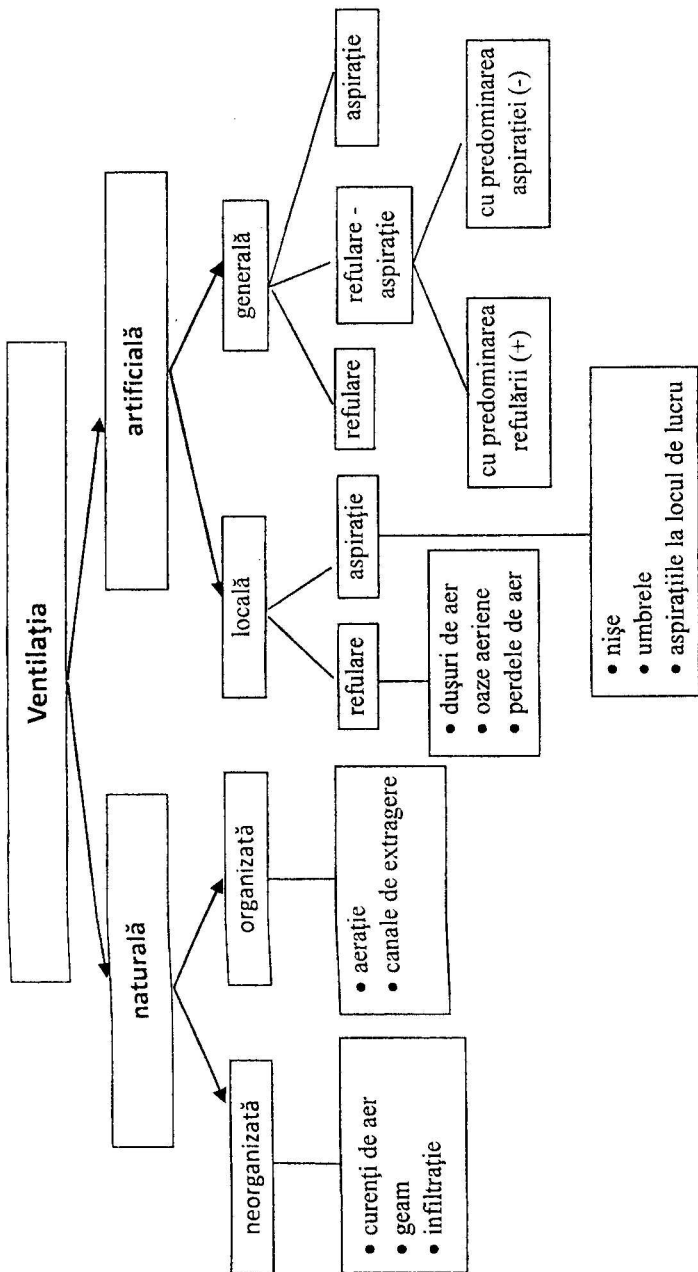 Ventilația
naturală
artificială
neorganizată
organizată
locală
generală
• curenți de aer
• geam
• infiltrație
• aerație
• canale de extragere
refulare
aspirație
refulare
refulare -
aspirație
aspirație
• dușuri de aer
• oaze aeriene
• perdele de aer
• nișe
• umbrele
• aspirațiile la locul de lucru
cu predominarea
refulării (+)
cu predominarea
aspirației (-)